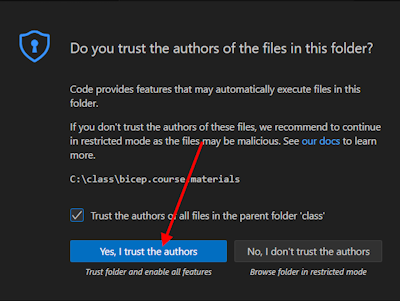 Do you trust the authors of the files in this folder?
Code provides features that may automatically execute files in this
folder.
If you don't trust the authors of these files, we recommend to continue
in restricted mode as the files may be malicious. See our docs to learn
more.
C:\class\bicep.course.materials
Trust the authors of all files in the parent folder 'class'
Yes, I trust the authors
No, I don't trust the authors
Trust folder and enable all features
Browse folder in restricted mode